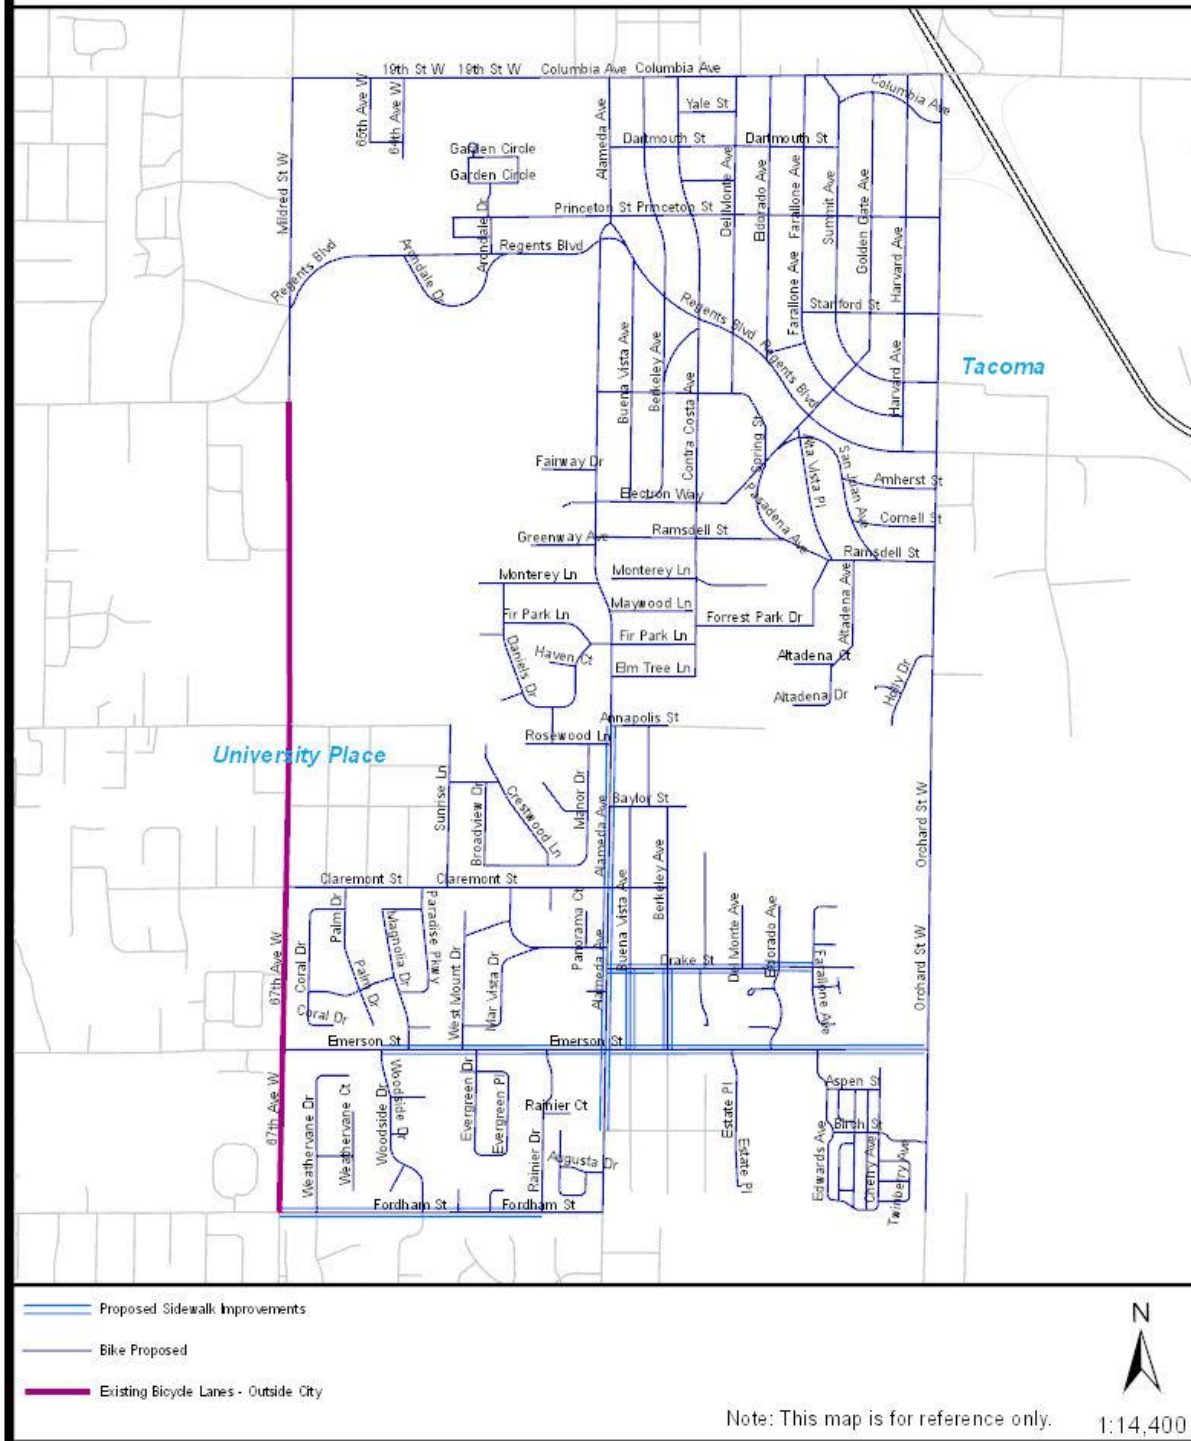 19th St W 19th St W Columbia Ave Columbia Ave
Columbia Ave
65th Ave W
64th Ave W
Mildred St W
Alameda Ave
Yale St
Dartmouth St Dartmouth St
Garden Circle
Garden Circle
Del Monte Ave
Eldorado Ave
Farallone Ave
Summit Ave
Golden Gate Ave
Princeton St Princeton St
Arondale Dr
Regents Blvd
Regents Blvd
Arondale Dr
Harvard Ave
Stanford St
Farallone Ave
Regents Blvd
Regents Blvd
Harvard Ave
Buena Vista Ave
Berkeley Ave
Contra Costa Ave
Tacoma
Spring St
Alta Vista Pl
San Juan Ave
Fairway Dr
Amherst St
Electron Way
Pasadena Ave
Cornell St
Greenway Ave
Ramsdell St
Ramsdell St
Monterey Ln
Monterey Ln
Altadena Ave
Maywood Ln
Fir Park Ln
Forrest Park Dr
Fir Park Ln
Daniels Dr
Haven Ct
Elm Tree Ln
Altadena Ct
Holly Dr
Altadena Dr
Annapolis St
Rosewood Ln
University Place
Sunrise Ln
Broadview Dr
Crestwood Ln
Manor Dr
Alameda Ave
Baylor St
Orchard St W
Buena Vista Ave
Berkeley Ave
Claremont St Claremont St
Palm Dr
Magnolia Dr
Paradise Pkwy
Panorama Ct
Del Monte Ave
Eldorado Ave
Orchard St W
67th Ave W
Coral Dr
Palm Dr
West Mount Dr
Mar Vista Dr
Alameda Ave
Drake St
Farallone Ave
Coral Dr
Emerson St Emerson St
67th Ave W
Weathervane Dr
Weathervane Ct
Woodside Dr
Woodside Dr
Evergreen Dr
Evergreen Pl
Rainier Ct
Rainier Dr
Augusta Dr
Estate Pl
Estate Pl
Aspen St
Birch St
Edwards Ave
Cherry Ave
Twinberry Ave
Fordham St Fordham St
Proposed Sidewalk Improvements
Bike Proposed
Existing Bicycle Lanes - Outside City
N
Note: This map is for reference only. 1:14,400